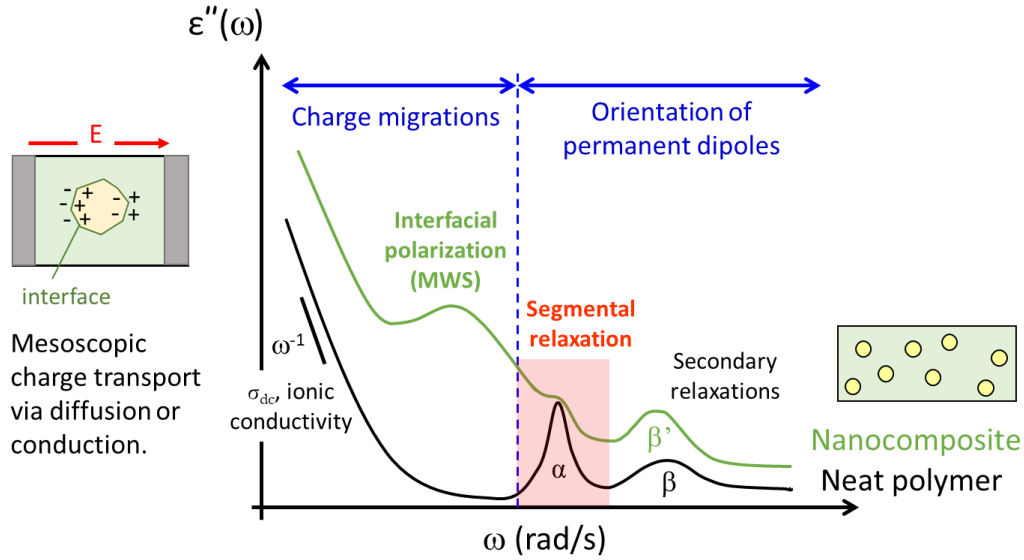 ε″(ω)
Charge migrations
Orientation of
permanent dipoles
E
- + - + - + - + - + - +
interface
Mesoscopic
charge transport
via diffusion or
conduction.
Interfacial
polarization
(MWS)
ω-1
σdc, ionic
conductivity
Segmental
relaxation
α
Secondary
relaxations
β’
β
Nanocomposite
Neat polymer
ω (rad/s)